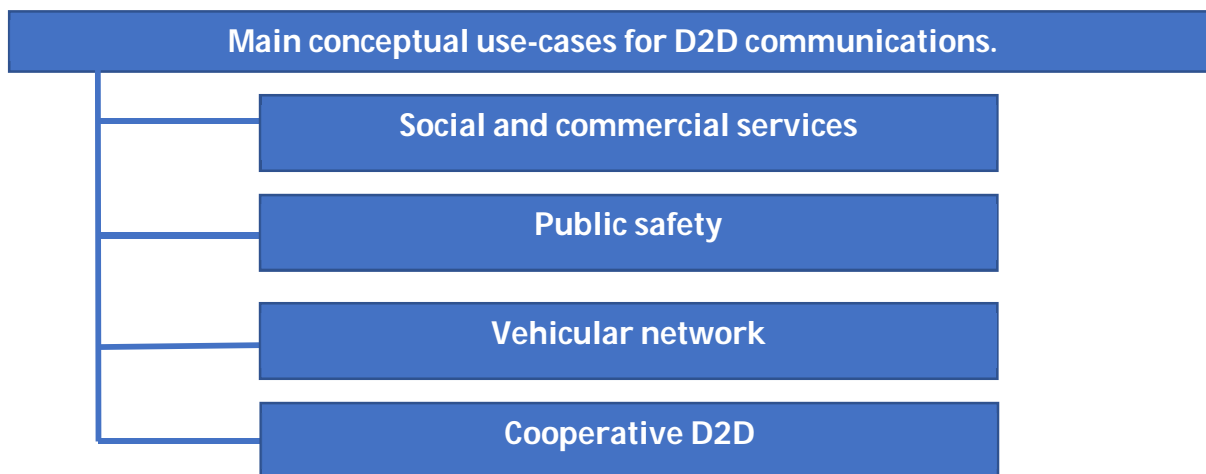 Main conceptual use-cases for D2D communications.
Social and commercial services
Public safety
Vehicular network
Cooperative D2D